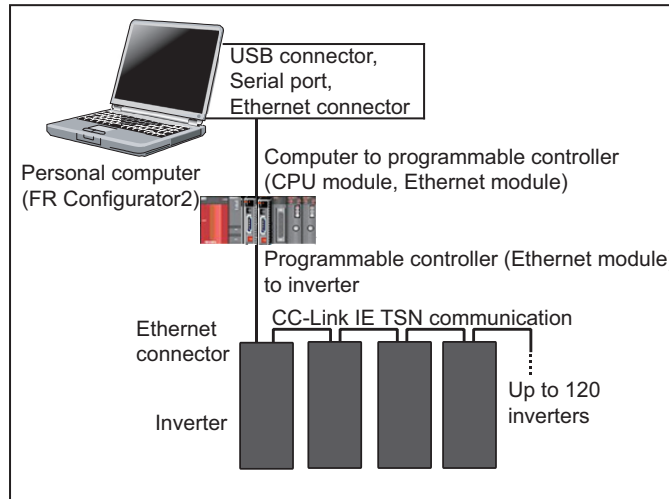 USB connector,
Serial port,
Ethernet connector
Personal computer
(FR Configurator2)
Computer to programmable controller
(CPU module, Ethernet module)
Programmable controller (Ethernet module
to inverter
CC-Link IE TSN communication
Ethernet
connector
Inverter
Up to 120
inverters